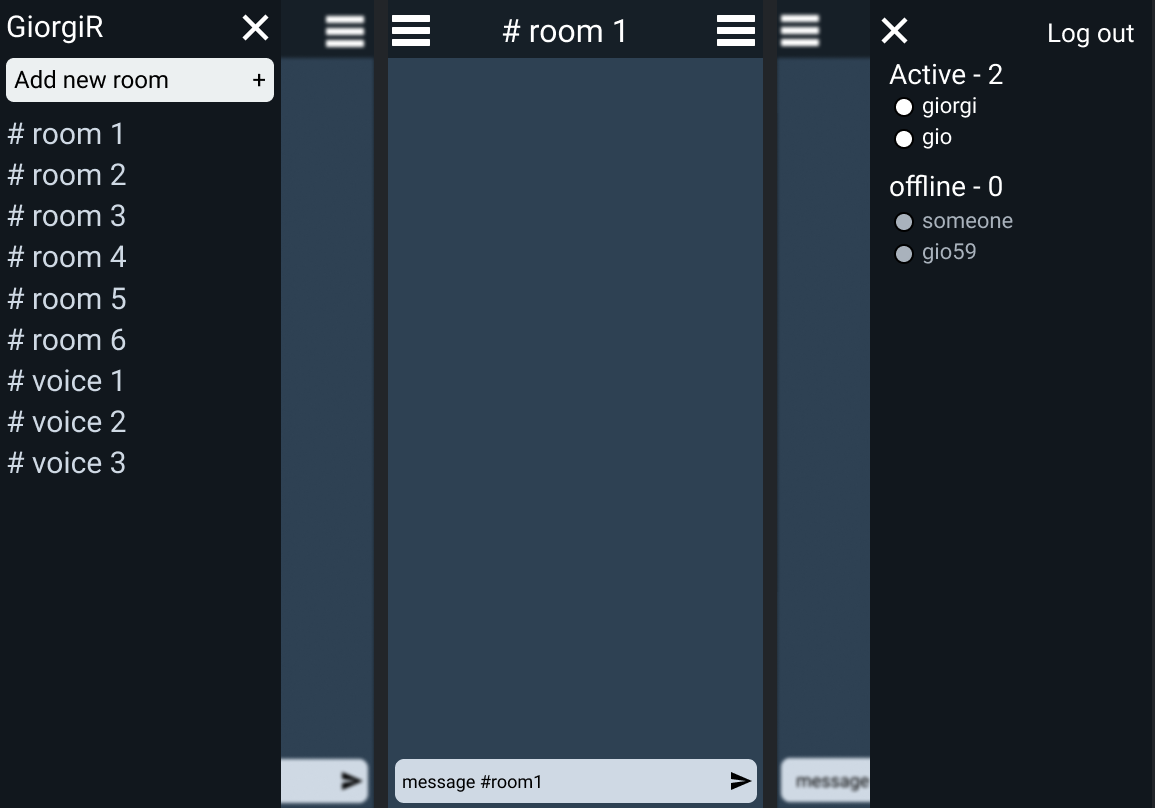 GiorgiR
Add new room +
# room 1
# room 2
# room 3
# room 4
# room 5
# room 6
# voice 1
# voice 2
# voice 3
# room 1
message #room1
Log out
Active - 2
giorgi
gio
offline - 0
someone
gio59
message